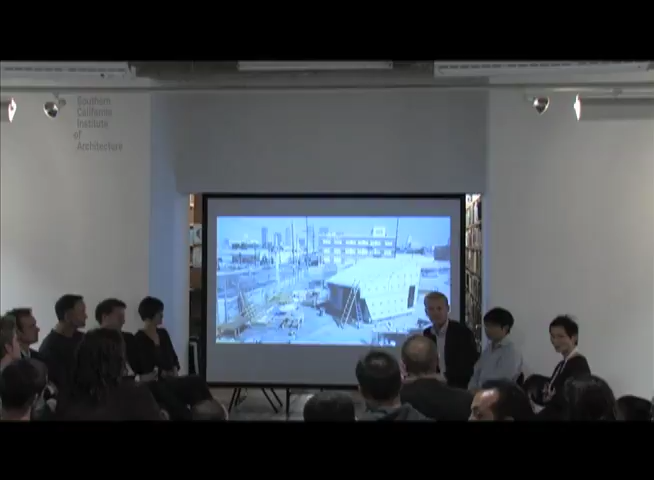 Southern
California
Institute
of
Architecture